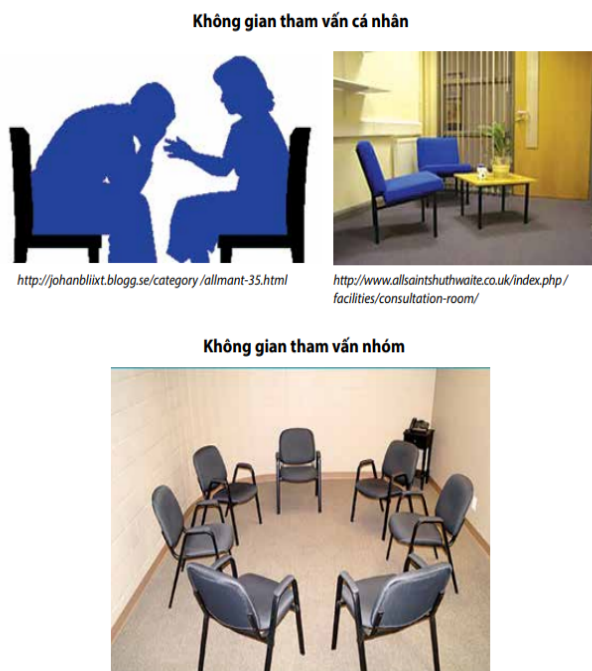 Không gian tham vấn cá nhân
http://johanbliixt.blogg.se/category /allmant-35.html
http://www.allsaintshuthwaite.co.uk/index.php /
facilities/consultation-room/
Không gian tham vấn nhóm